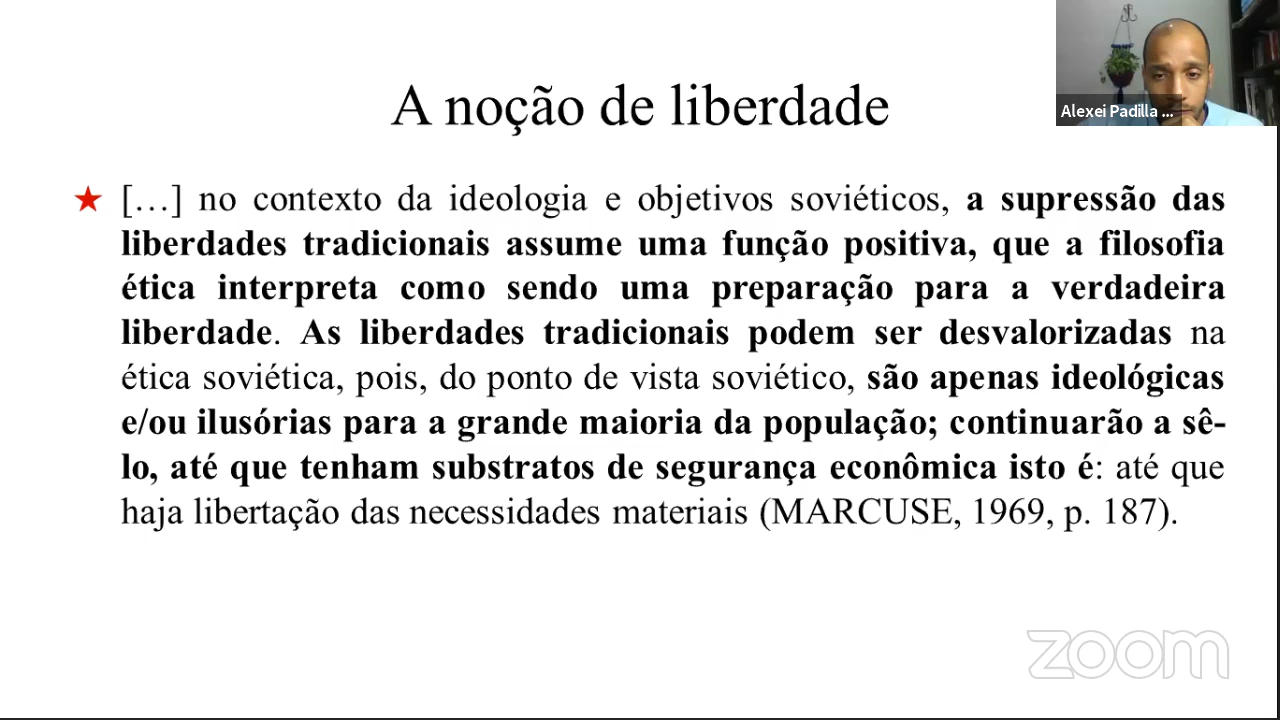 A noção de liberdade
Alexei Padilla ...
★ […] no contexto da ideologia e objetivos soviéticos, a supressão das
liberdades tradicionais assume uma função positiva, que a filosofia
ética interpreta como sendo uma preparação para a verdadeira
liberdade. As liberdades tradicionais podem ser desvalorizadas na
ética soviética, pois, do ponto de vista soviético, são apenas ideológicas
e/ou ilusórias para a grande maioria da população; continuarão a sê-
lo, até que tenham substratos de segurança econômica isto é: até que
haja libertação das necessidades materiais (MARCUSE, 1969, p. 187).
zoom